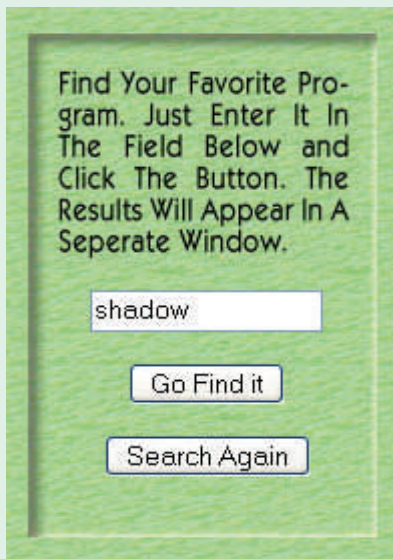 Find Your Favorite Pro-
gram. Just Enter It In
The Field Below and
Click The Button. The
Results Will Appear In A
Seperate Window.
shadow
Go Find it
Search Again